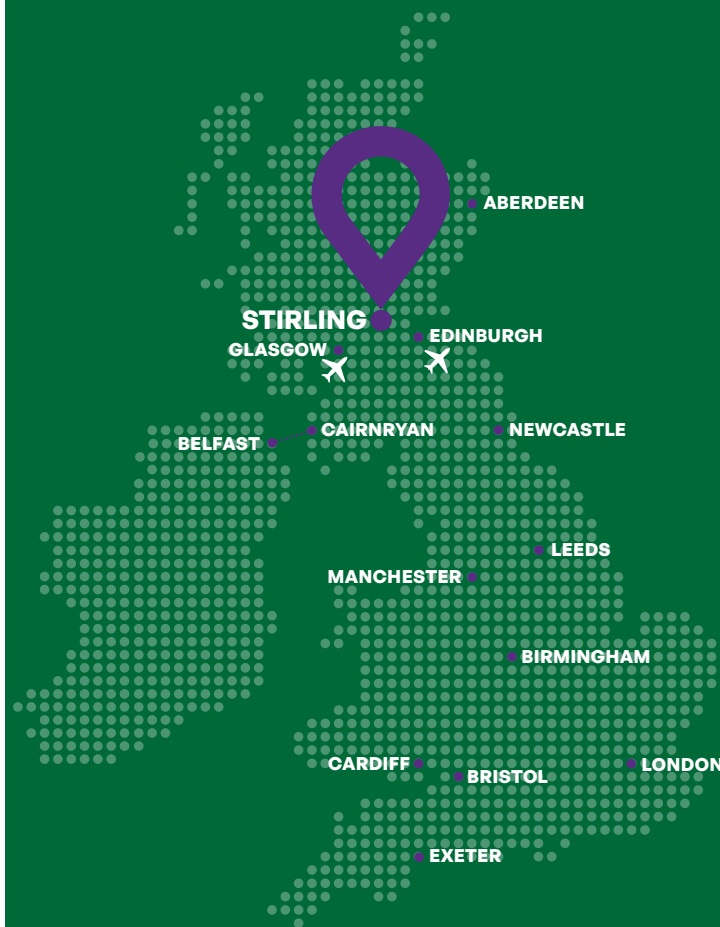 ABERDEEN
STIRLING
EDINBURGH
GLASGOW
CAIRNRYAN
NEWCASTLE
BELFAST
LEEDS
MANCHESTER
BIRMINGHAM
CARDIFF
LONDON
BRISTOL
EXETER